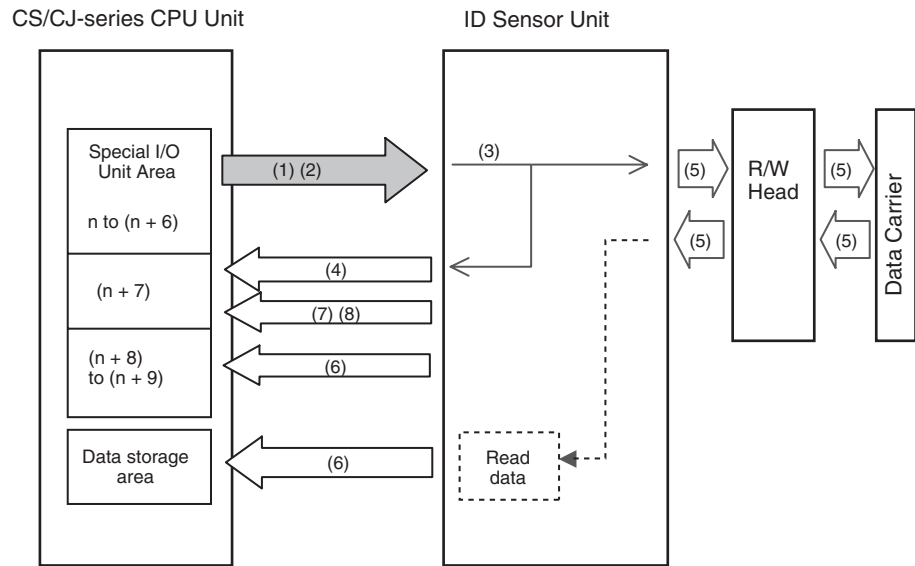 CS/CJ-series CPU Unit
ID Sensor Unit
Special I/O
Unit Area
n to (n + 6)
(1) (2)
(3)
(5)
R/W
Head
(5)
Data Carrier
(5)
(5)
(4)
(n + 7)
(7) (8)
(n + 8)
to (n + 9)
(6)
Data storage
area
(6)
Read
data